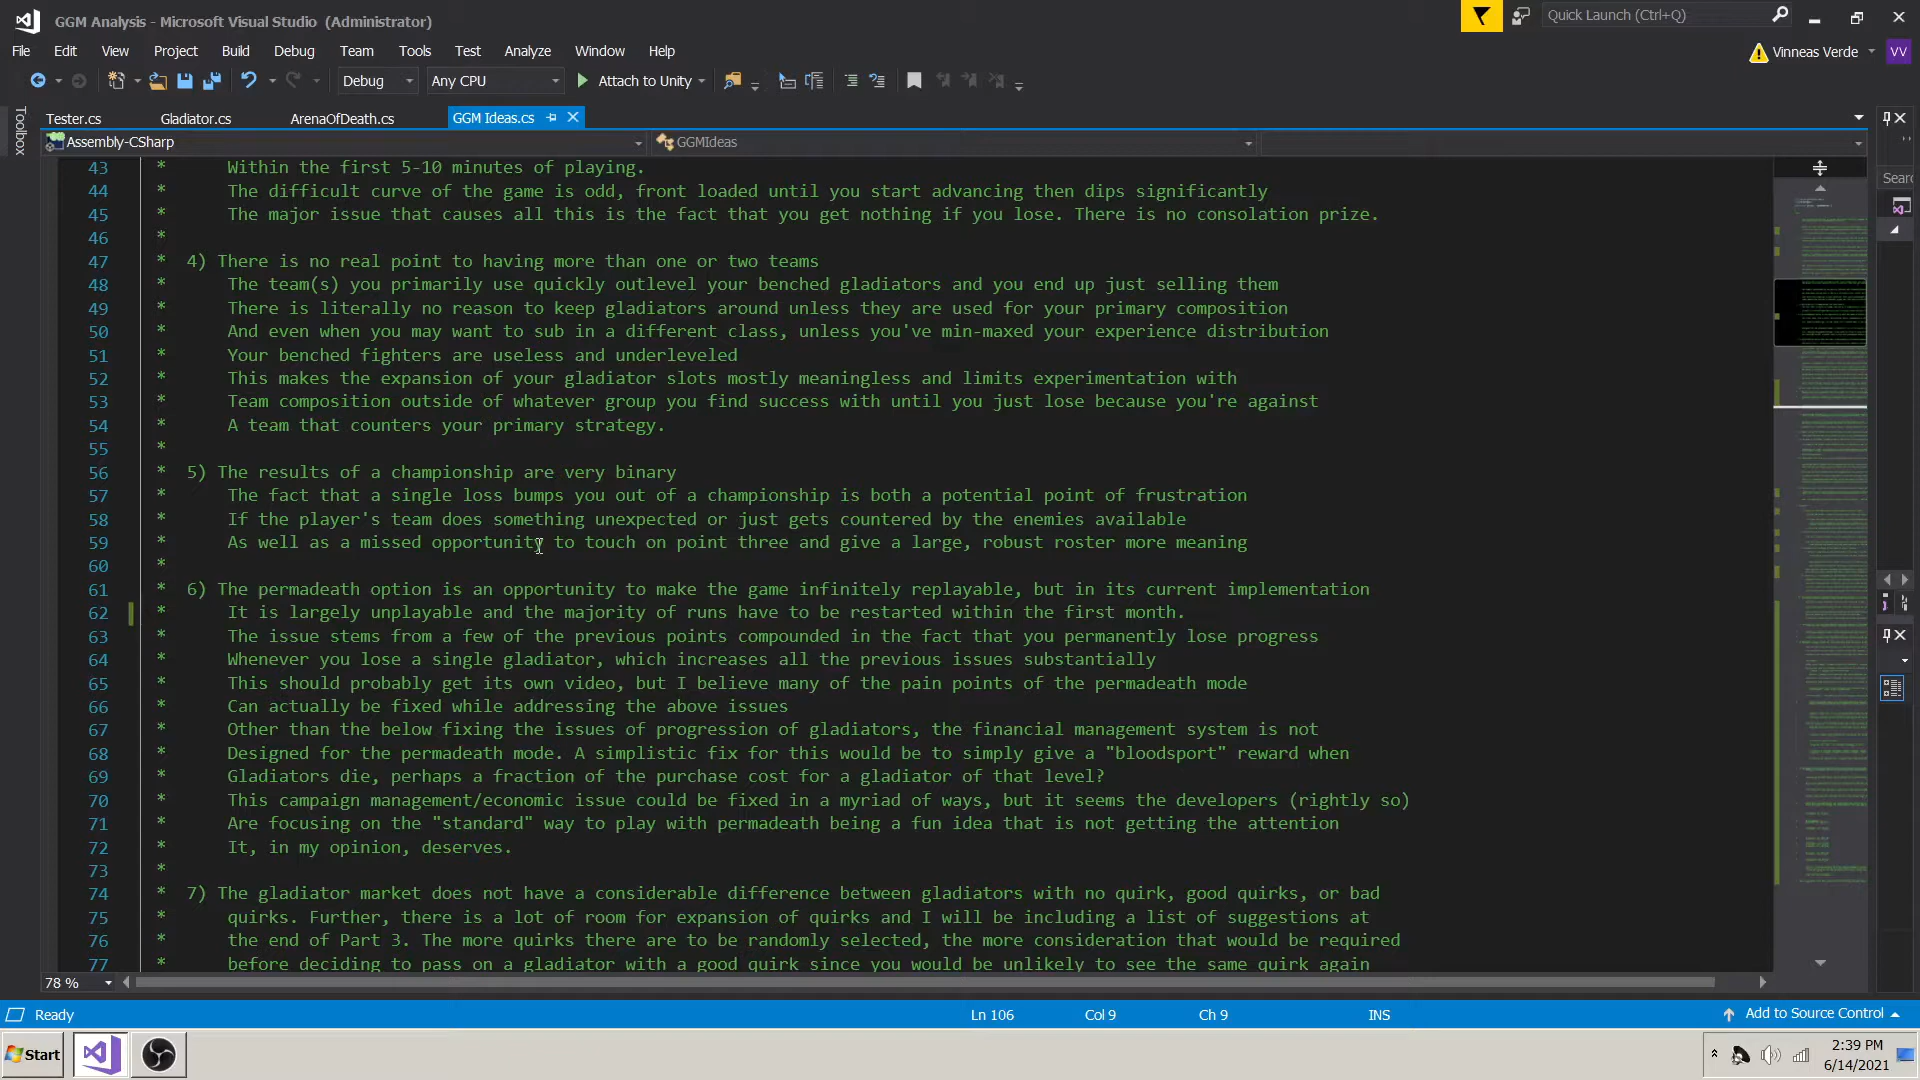 GGM Analysis - Microsoft Visual Studio (Administrator)
Quick Launch (Ctrl+Q)
File Edit View Project Build Debug Team Tools Test Analyze Window Help
Vinneas Verde
VV
Debug
Any CPU
Attach to Unity
Toolbox
Tester.cs
Gladiator.cs
ArenaOfDeath.cs
GGM Ideas.cs
Assembly-CSharp
GGMIdeas
Sear
43 * Within the first 5-10 minutes of playing.
44 * The difficult curve of the game is odd, front loaded until you start advancing then dips significantly
45 * The major issue that causes all this is the fact that you get nothing if you lose. There is no consolation prize.
46 *
47 * 4) There is no real point to having more than one or two teams
48 * The team(s) you primarily use quickly outlevel your benched gladiators and you end up just selling them
49 * There is literally no reason to keep gladiators around unless they are used for your primary composition
50 * And even when you may want to sub in a different class, unless you've min-maxed your experience distribution
51 * Your benched fighters are useless and underleveled
52 * This makes the expansion of your gladiator slots mostly meaningless and limits experimentation with
53 * Team composition outside of whatever group you find success with until you just lose because you're against
54 * A team that counters your primary strategy.
55 *
56 * 5) The results of a championship are very binary
57 * The fact that a single loss bumps you out of a championship is both a potential point of frustration
58 * If the player's team does something unexpected or just gets countered by the enemies available
59 * As well as a missed opportunity to touch on point three and give a large, robust roster more meaning
60 *
61 * 6) The permadeath option is an opportunity to make the game infinitely replayable, but in its current implementation
62 * It is largely unplayable and the majority of runs have to be restarted within the first month.
63 * The issue stems from a few of the previous points compounded in the fact that you permanently lose progress
64 * Whenever you lose a single gladiator, which increases all the previous issues substantially
65 * This should probably get its own video, but I believe many of the pain points of the permadeath mode
66 * Can actually be fixed while addressing the above issues
67 * Other than the below fixing the issues of progression of gladiators, the financial management system is not
68 * Designed for the permadeath mode. A simplistic fix for this would be to simply give a "bloodsport" reward when
69 * Gladiators die, perhaps a fraction of the purchase cost for a gladiator of that level?
70 * This campaign management/economic issue could be fixed in a myriad of ways, but it seems the developers (rightly so)
71 * Are focusing on the "standard" way to play with permadeath being a fun idea that is not getting the attention
72 * It, in my opinion, deserves.
73 *
74 * 7) The gladiator market does not have a considerable difference between gladiators with no quirk, good quirks, or bad
75 * quirks. Further, there is a lot of room for expansion of quirks and I will be including a list of suggestions at
76 * the end of Part 3. The more quirks there are to be randomly selected, the more consideration that would be required
77 * before deciding to pass on a gladiator with a good quirk since you would be unlikely to see the same quirk again
78 %
Ready
Ln 106
Col 9
Ch 9
INS
Add to Source Control
Start
2:39 PM
6/14/2021